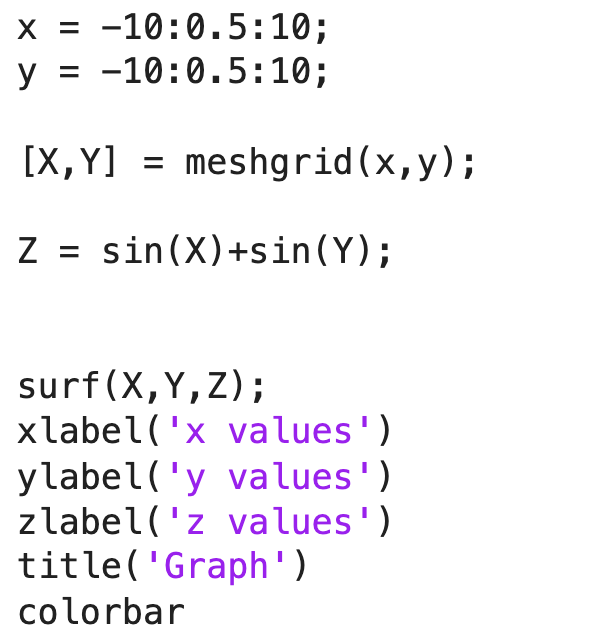 x = -10:0.5:10;
y = -10:0.5:10;
[X,Y] = meshgrid(x,y);
Z = sin(X)+sin(Y);
surf(X,Y,Z);
xlabel('x values')
ylabel('y values')
zlabel('z values')
title('Graph')
colorbar